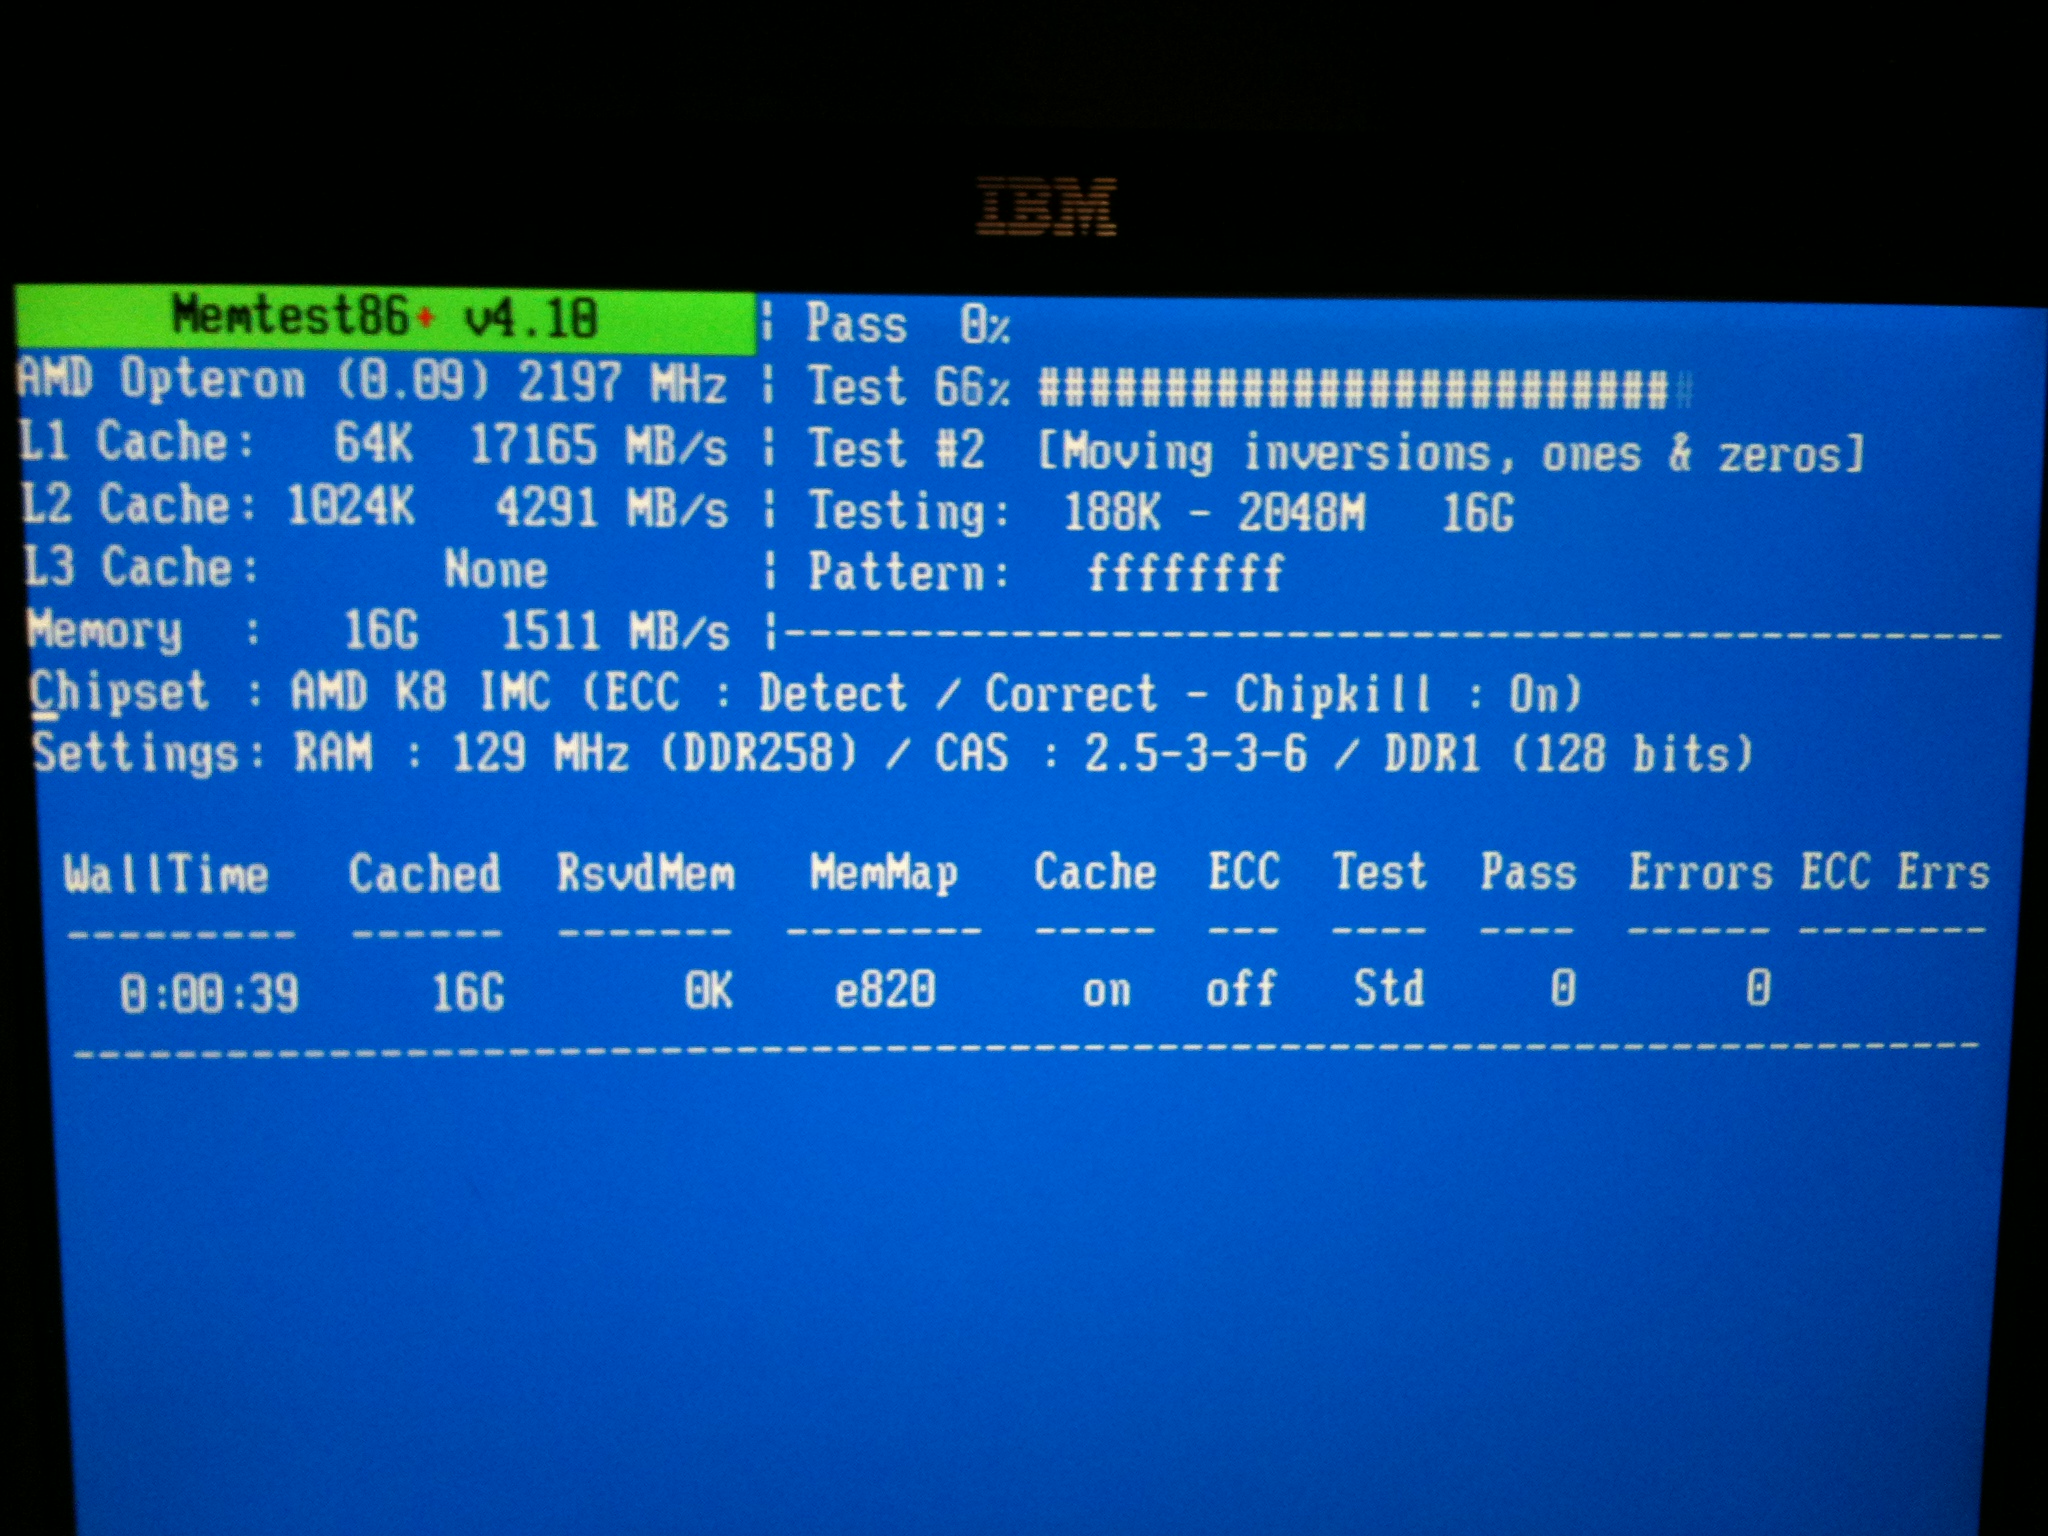 IBM
Memtest86+ v4.10 | Pass 0%
AMD Opteron (0.09) 2197 MHz | Test 66% #########################
L1 Cache: 64K 17165 MB/s | Test #2 [Moving inversions, ones & zeros]
L2 Cache: 1024K 4291 MB/s | Testing: 188K - 2048M 16G
L3 Cache: None | Pattern: ffffffff
Memory : 16G 1511 MB/s |-------------------------------------------------
Chipset : AMD K8 IMC (ECC : Detect / Correct - Chipkill : On)
Settings: RAM : 129 MHz (DDR258) / CAS : 2.5-3-3-6 / DDR1 (128 bits)
WallTime Cached RsvdMem MemMap Cache ECC Test Pass Errors ECC Errs
--------- ------ ------- -------- ----- --- ---- ---- ------ --------
0:00:39 16G 0K e820 on off Std 0 0
-----------------------------------------------------------------------------